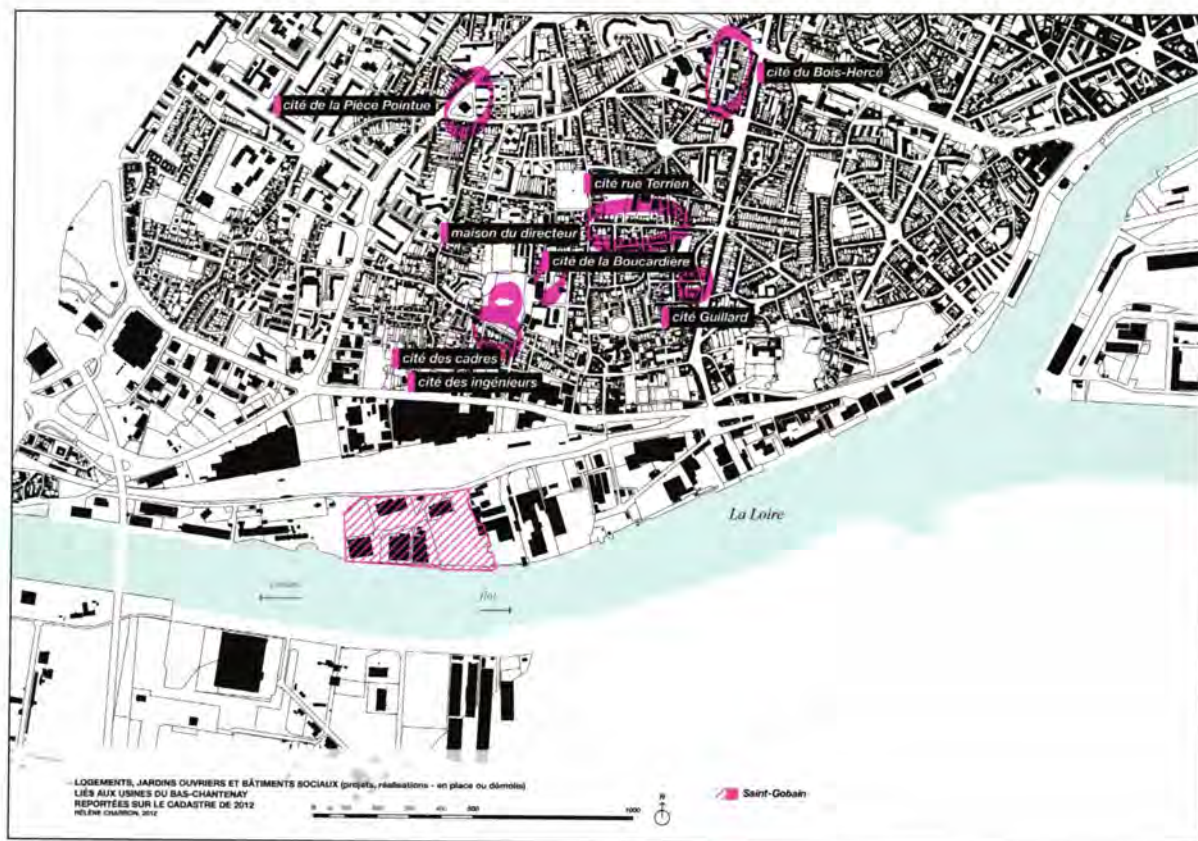 cité du Bois-Hercé
cité de la Pièce Pointue
cité rue Terrien
maison du directeur
cité de la Boucardière
cité Guillard
cité des cadres
cité des ingénieurs
La Loire
flot
LOGEMENTS, JARDINS OUVRIERS ET BÂTIMENTS SOCIAUX (projets, réalisations - en place ou démolis)
LIÉS AUX USINES DU BAS-CHANTENAY
REPORTÉES SUR LE CADASTRE DE 2012
HÉLÈNE CHARRON, 2012
1000
N
Saint-Gobain